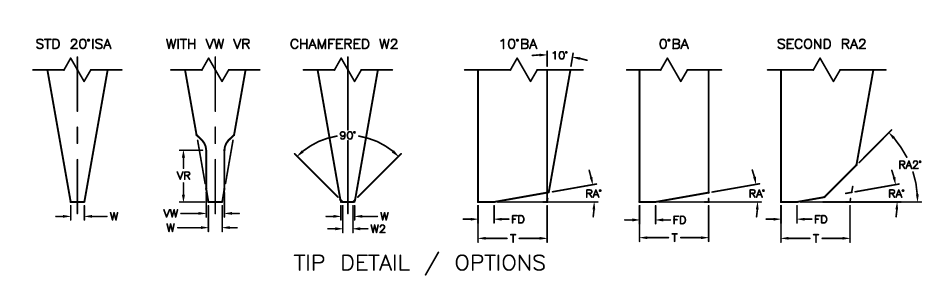 STD 20°ISA
WITH VW VR
CHAMFERED W2
10°BA
0°BA
SECOND RA2
10°
90°
VR
RA2°
RA°
RA°
RA°
W
VW
W
W
W2
FD
T
FD
T
FD
T
TIP DETAIL / OPTIONS